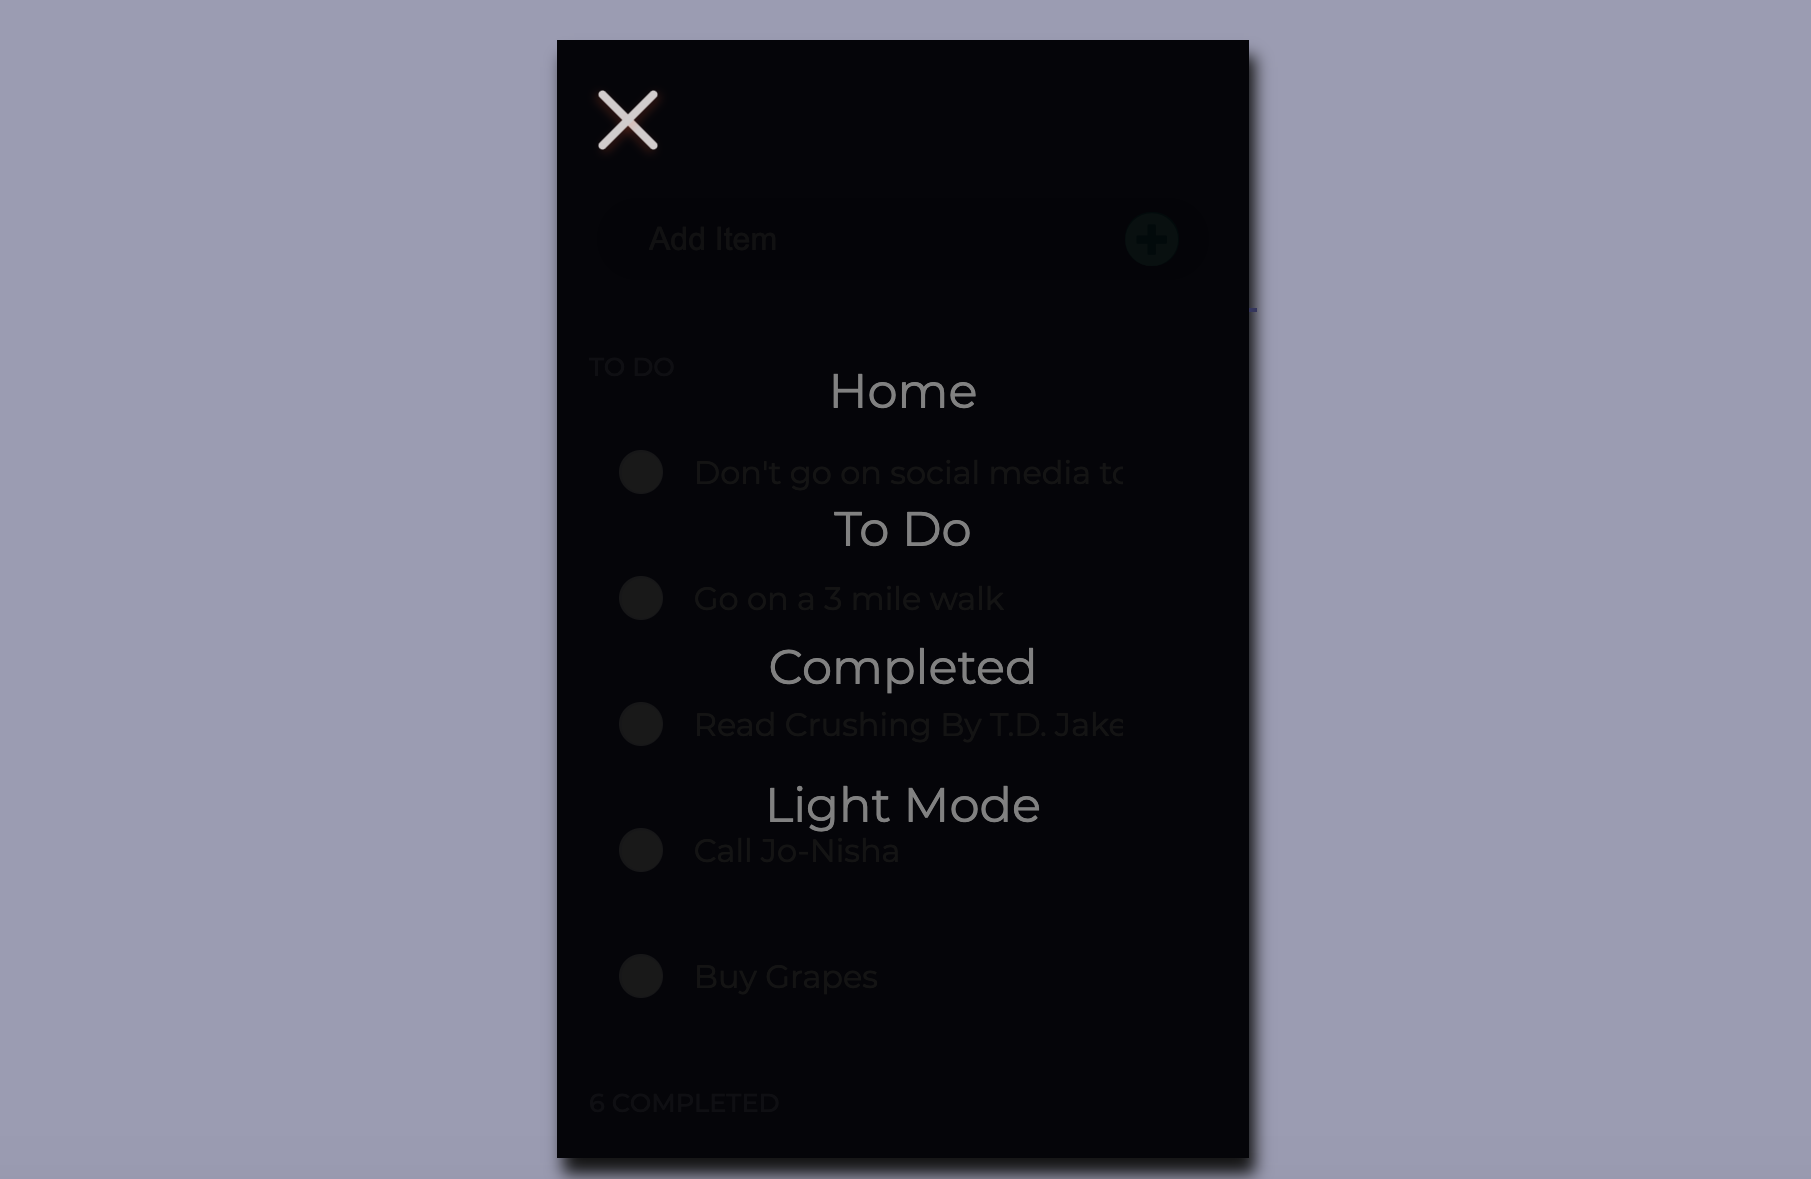 Add Item
TO DO
Home
Don't go on social media to
To Do
Go on a 3 mile walk
Completed
Read Crushing By T.D. Jake
Light Mode
Call Jo-Nisha
Buy Grapes
6 COMPLETED